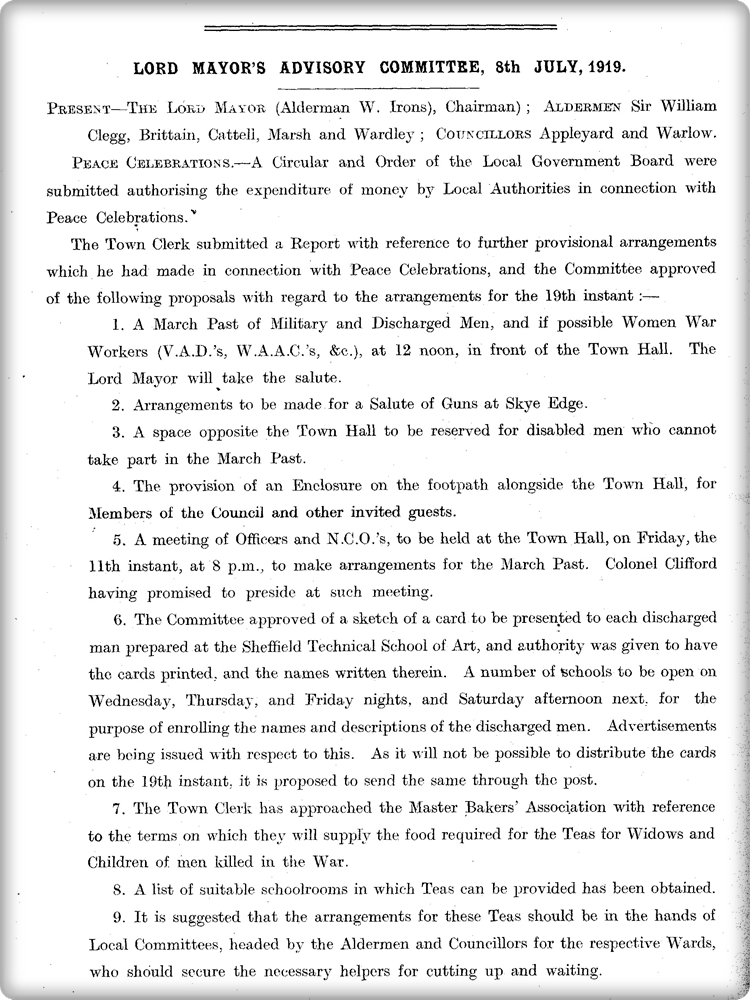 LORD MAYOR'S ADVISORY COMMITTEE, 8th JULY, 1919.
PRESENT—THE LORD MAYOR (Alderman W. Irons), Chairman) ; ALDERMEN Sir William
Clegg, Brittain, Cattell, Marsh and Wardley ; COUNCILLORS Appleyard and Warlow.
PEACE CELEBRATIONS.—A Circular and Order of the Local Government Board were
submitted authorising the expenditure of money by Local Authorities in connection with
Peace Celebrations.
The Town Clerk submitted a Report with reference to further provisional arrangements
which he had made in connection with Peace Celebrations, and the Committee approved
of the following proposals with regard to the arrangements for the 19th instant :—
1. A March Past of Military and Discharged Men, and if possible Women War
Workers (V.A.D.'s, W.A.A.C.'s, &c.), at 12 noon, in front of the Town Hall. The
Lord Mayor will take the salute.
2. Arrangements to be made for a Salute of Guns at Skye Edge.
3. A space opposite the Town Hall to be reserved for disabled men who cannot
take part in the March Past.
4. The provision of an Enclosure on the footpath alongside the Town Hall, for
Members of the Council and other invited guests.
5. A meeting of Officers and N.C.O.'s, to be held at the Town Hall, on Friday, the
11th instant, at 8 p.m., to make arrangements for the March Past. Colonel Clifford
having promised to preside at such meeting.
6. The Committee approved of a sketch of a card to be presented to each discharged
man prepared at the Sheffield Technical School of Art, and authority was given to have
the cards printed, and the names written therein. A number of schools to be open on
Wednesday, Thursday, and Friday nights, and Saturday afternoon next, for the
purpose of enrolling the names and descriptions of the discharged men. Advertisements
are being issued with respect to this. As it will not be possible to distribute the cards
on the 19th instant, it is proposed to send the same through the post.
7. The Town Clerk has approached the Master Bakers' Association with reference
to the terms on which they will supply the food required for the Teas for Widows and
Children of men killed in the War.
8. A list of suitable schoolrooms in which Teas can be provided has been obtained.
9. It is suggested that the arrangements for these Teas should be in the hands of
Local Committees, headed by the Aldermen and Councillors for the respective Wards,
who should secure the necessary helpers for cutting up and waiting.